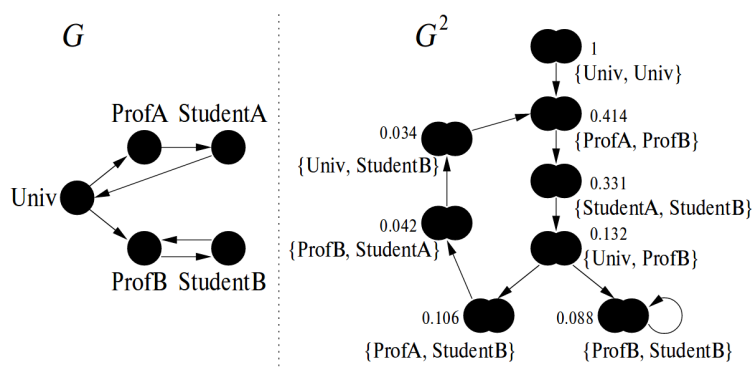 G
ProfA StudentA
Univ
ProfB StudentB
G²
1
{Univ, Univ}
0.414
{ProfA, ProfB}
0.034
{Univ, StudentB}
0.331
{StudentA, StudentB}
0.042
{ProfB, StudentA}
0.132
{Univ, ProfB}
0.106
{ProfA, StudentB}
0.088
{ProfB, StudentB}